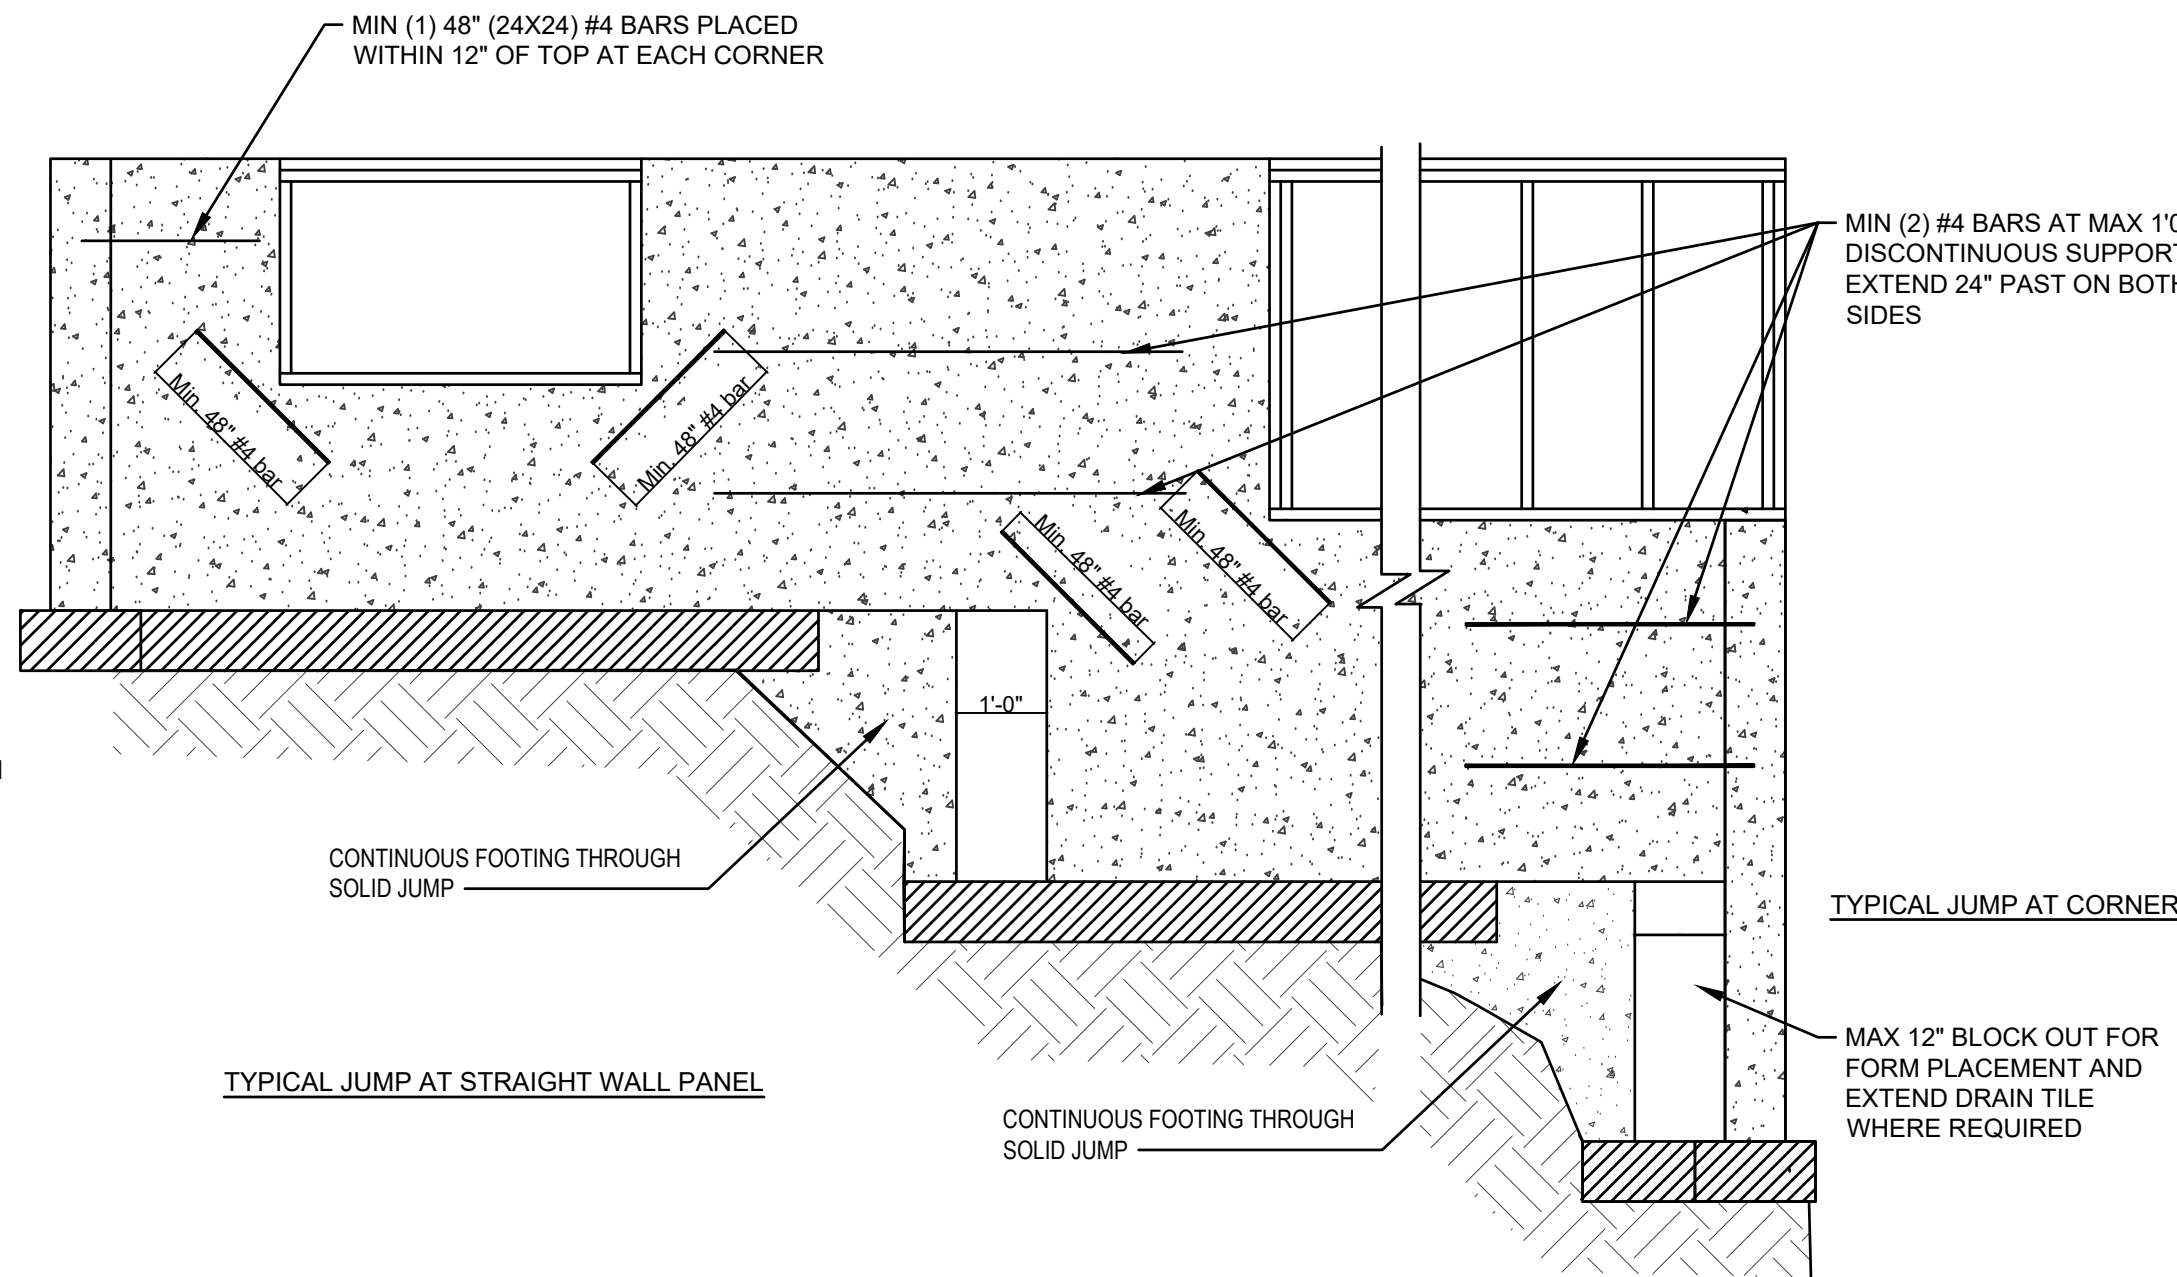 MIN (1) 48" (24X24) #4 BARS PLACED
WITHIN 12" OF TOP AT EACH CORNER
MIN (2) #4 BARS AT MAX
DISCONTINUOUS
EXTEND 24" PAST ON BOTH
SIDES
Min. 48" #4 bar
Min. 48" #4 bar
Min. 48" #4 bar
Min. 48" #4 bar
1'-0"
CONTINUOUS FOOTING THROUGH
SOLID JUMP
TYPICAL JUMP AT CORNER
TYPICAL JUMP AT STRAIGHT WALL PANEL
MAX 12" BLOCK OUT FOR
FORM PLACEMENT AND
EXTEND DRAIN TILE
WHERE REQUIRED
CONTINUOUS FOOTING THROUGH
SOLID JUMP